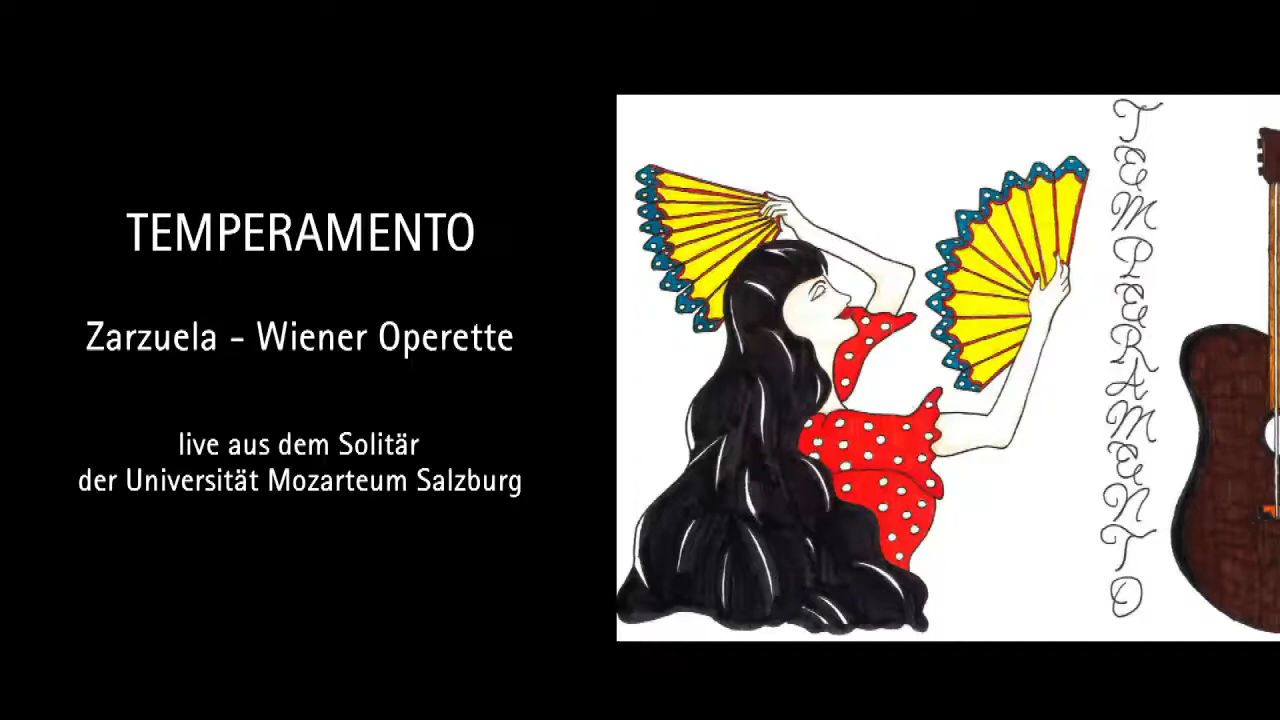 TEMPERAMENTO
Zarzuela - Wiener Operette
live aus dem Solitär
der Universität Mozarteum Salzburg
TEMPERAMENTO